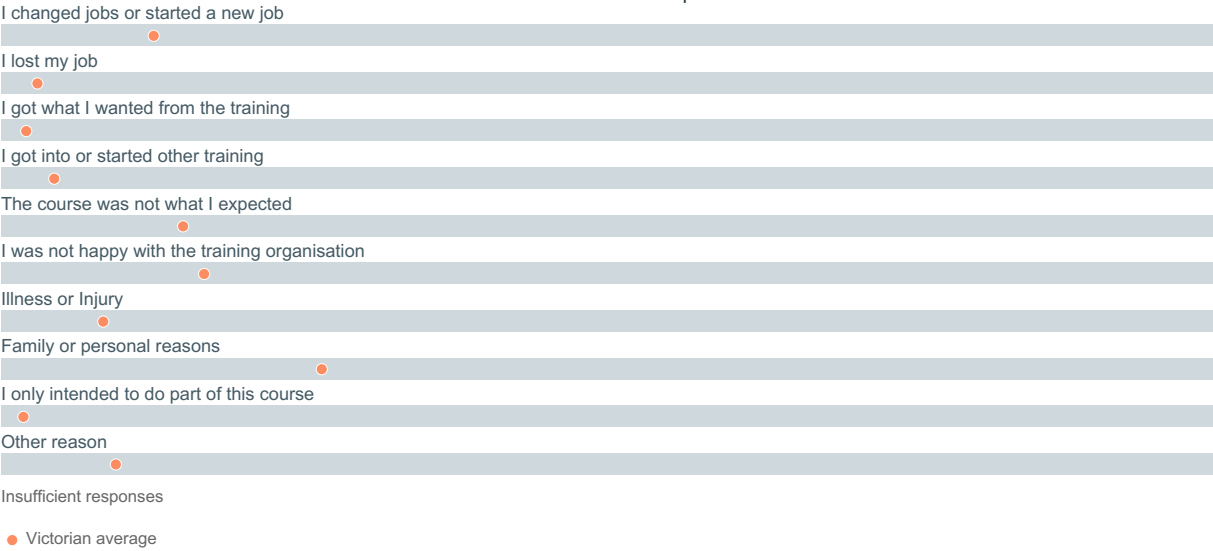 I changed jobs or started a new job
I lost my job
I got what I wanted from the training
I got into or started other training
The course was not what I expected
I was not happy with the training organisation
Illness or Injury
Family or personal reasons
I only intended to do part of this course
Other reason
Insufficient responses
Victorian average